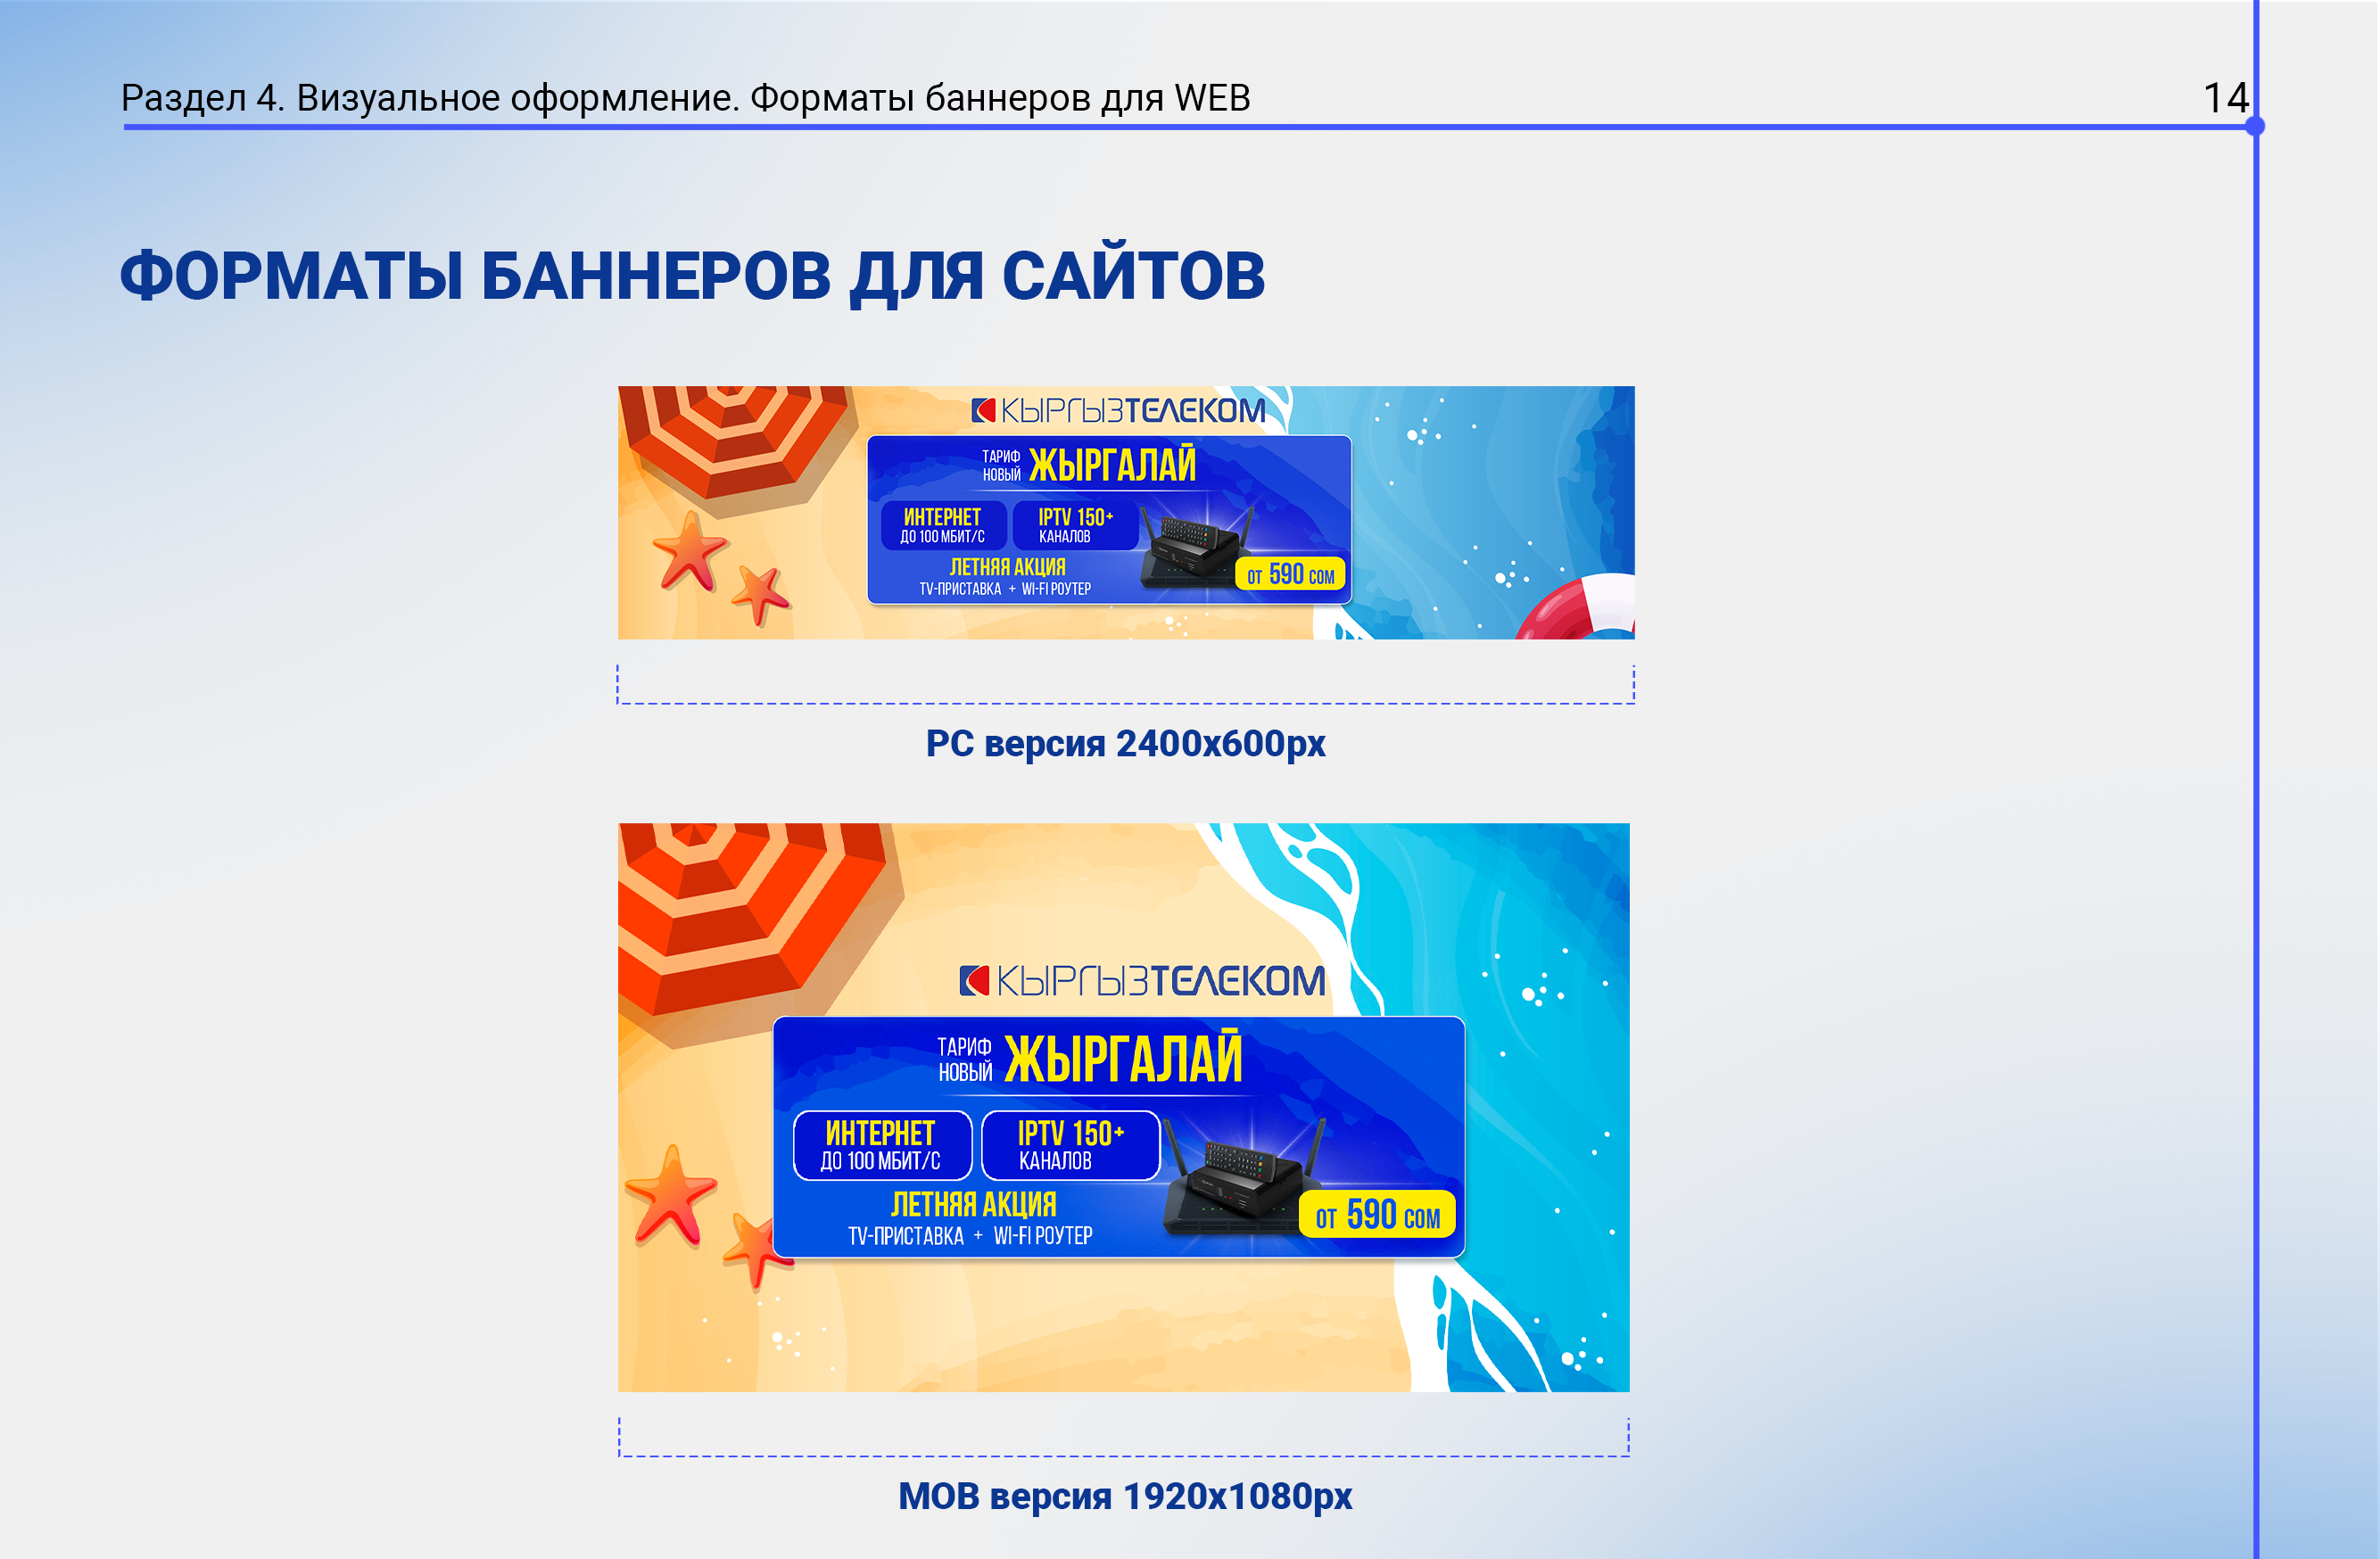 Раздел 4. Визуальное оформление. Форматы баннеров для WEB
14
ФОРМАТЫ БАННЕРОВ ДЛЯ САЙТОВ
КЫРГЫЗТЕЛЕКОМ
ТАРИФ
НОВЫЙ
ЖЫРГАЛАЙ
ИНТЕРНЕТ
ДО 100 МБИТ/С
IPTV 150+
КАНАЛОВ
ЛЕТНЯЯ АКЦИЯ
TV-ПРИСТАВКА + WI-FI РОУТЕР
ОТ 590 СОМ
PC версия 2400x600px
КЫРГЫЗТЕЛЕКОМ
ТАРИФ
НОВЫЙ
ЖЫРГАЛАЙ
ИНТЕРНЕТ
ДО 100 МБИТ/С
IPTV 150+
КАНАЛОВ
ЛЕТНЯЯ АКЦИЯ
TV-ПРИСТАВКА + WI-FI РОУТЕР
ОТ 590 СОМ
MOB версия 1920x1080px